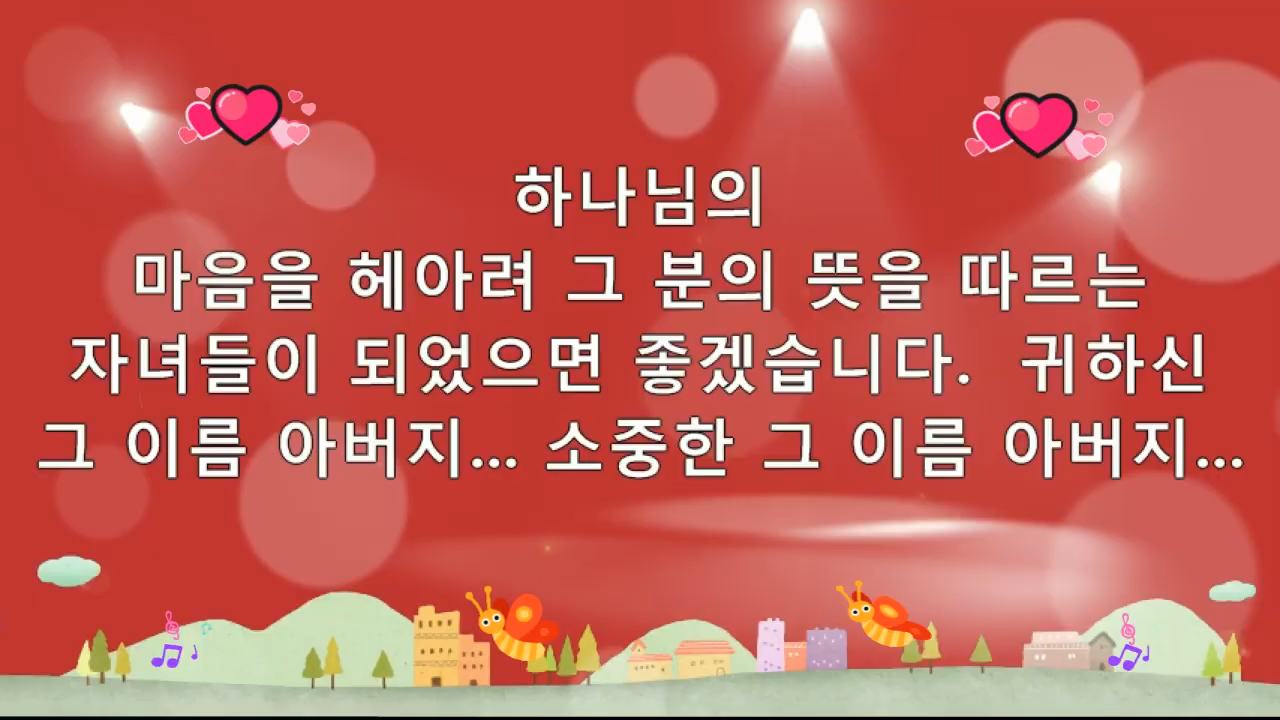 하나님의
마음을 헤아려 그 분의 뜻을 따르는
자녀들이 되었으면 좋겠습니다. 귀하신
그 이름 아버지... 소중한 그 이름 아버지...